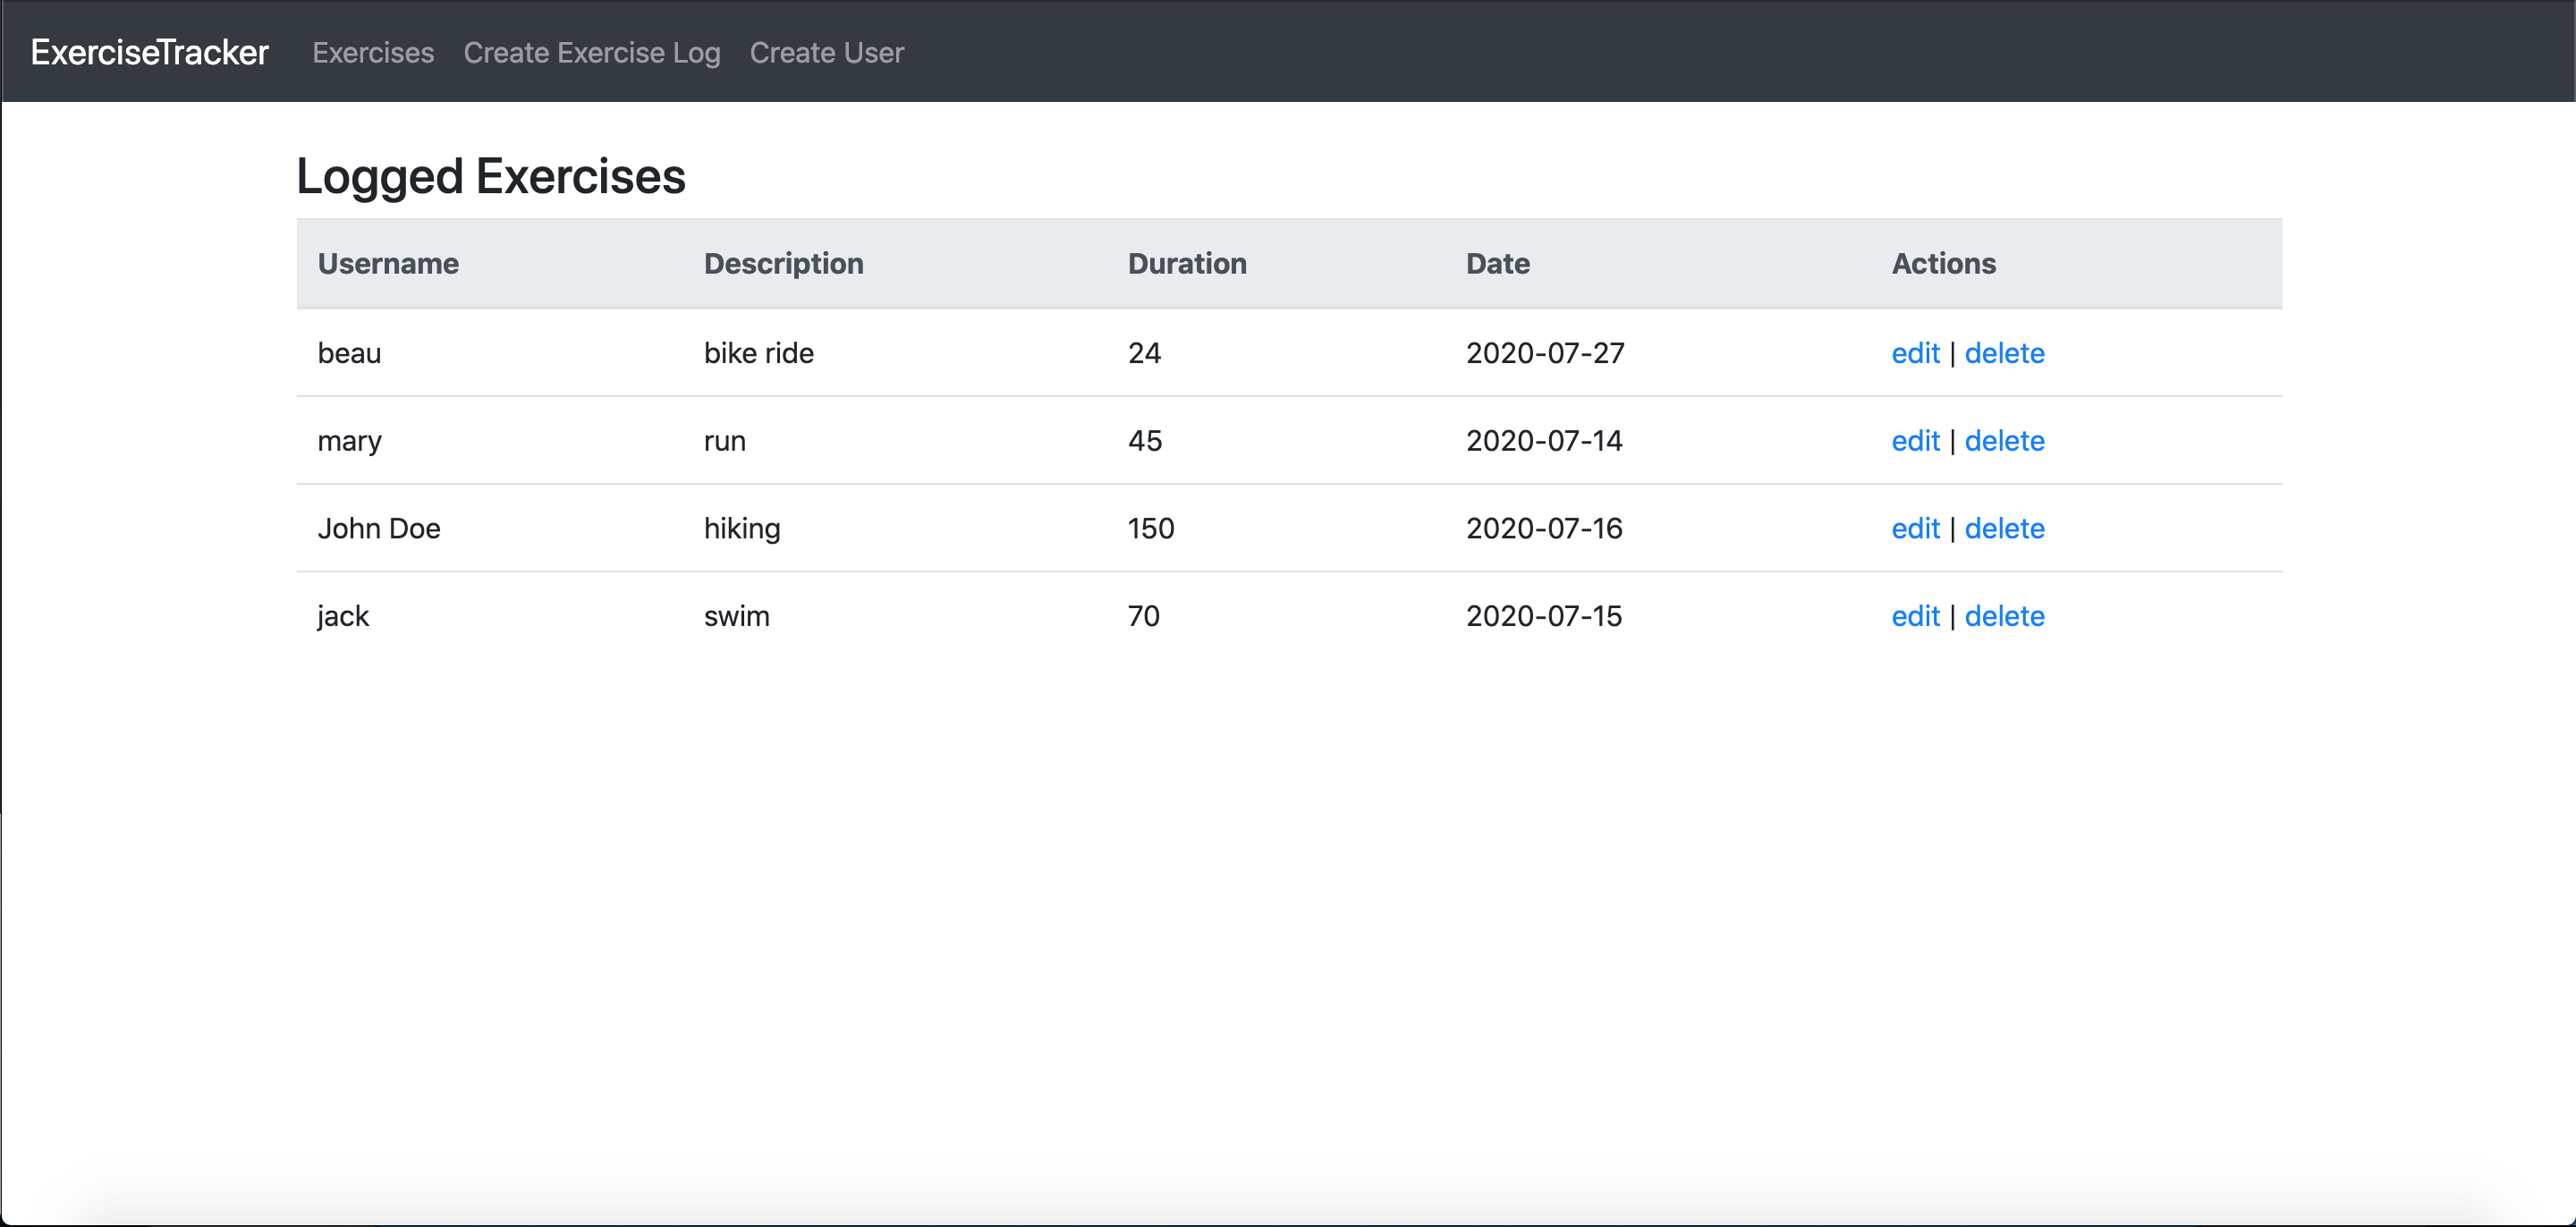 ExerciseTracker Exercises Create Exercise Log Create User
Logged Exercises
Username Description Duration Date Actions
beau bike ride 24 2020-07-27 edit | delete
mary run 45 2020-07-14 edit | delete
John Doe hiking 150 2020-07-16 edit | delete
jack swim 70 2020-07-15 edit | delete